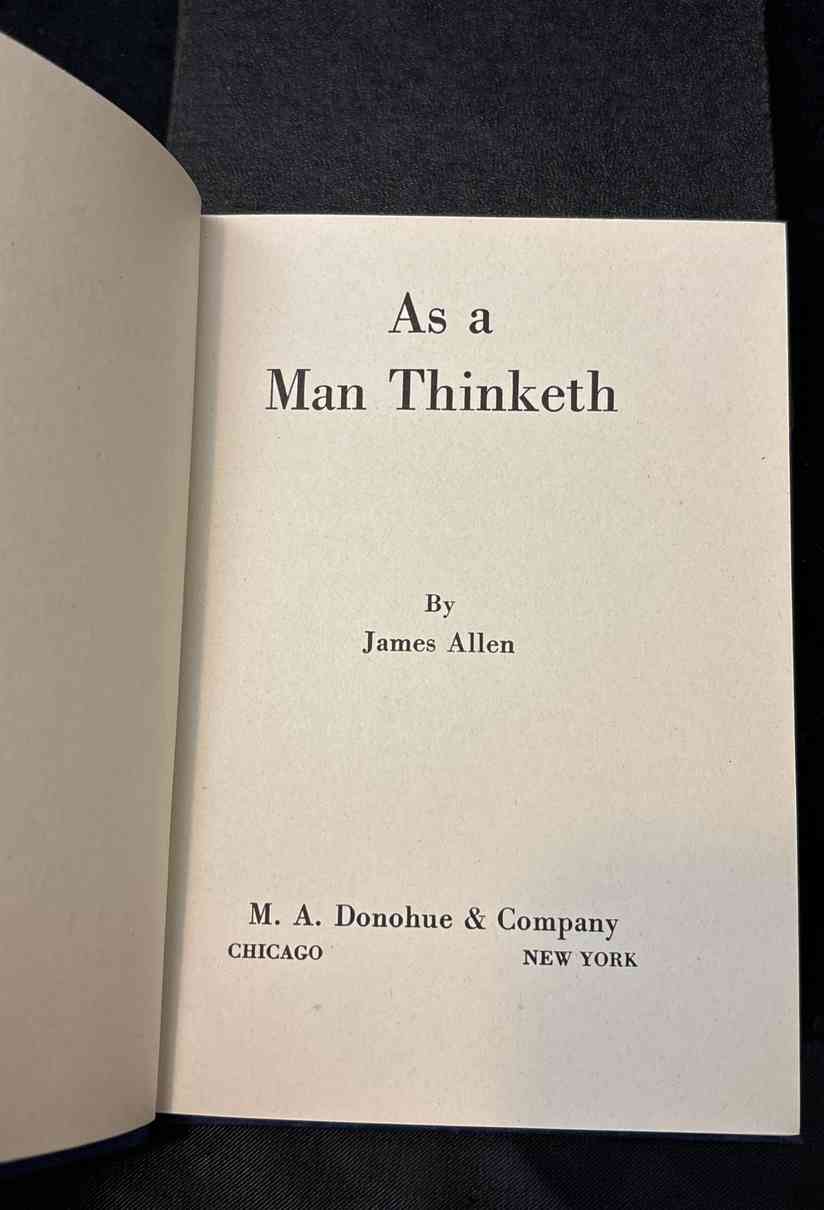 As a
Man Thinketh
By
James Allen
M. A. Donohue & Company
CHICAGO NEW YORK